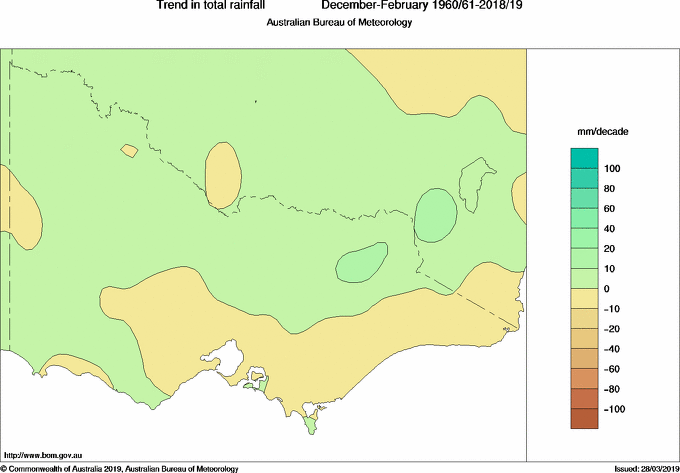 Trend in total rainfall December-February 1960/61-2018/19
Australian Bureau of Meteorology
mm/decade
100
80
60
40
20
10
0
-10
-20
-40
-60
-80
-100
http://www.bom.gov.au
© Commonwealth of Australia 2019, Australian Bureau of Meteorology Issued: 28/03/2019